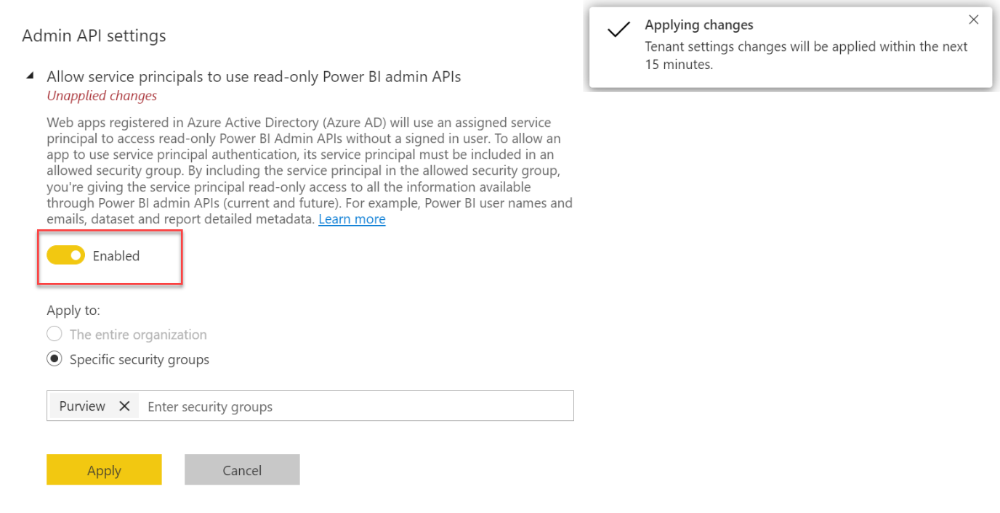 Admin API settings
Allow service principals to use read-only Power BI admin APIs
Unapplied changes
Web apps registered in Azure Active Directory (Azure AD) will use an assigned service
principal to access read-only Power BI Admin APIs without a signed in user. To allow an
app to use service principal authentication, its service principal must be included in an
allowed security group. By including the service principal in the allowed security group,
you're giving the service principal read-only access to all the information available
through Power BI admin APIs (current and future). For example, Power BI user names and
emails, dataset and report detailed metadata. Learn more
Enabled
Apply to:
The entire organization
Specific security groups
Purview Enter security groups
Apply Cancel
Applying changes
Tenant settings changes will be applied within the next
15 minutes.